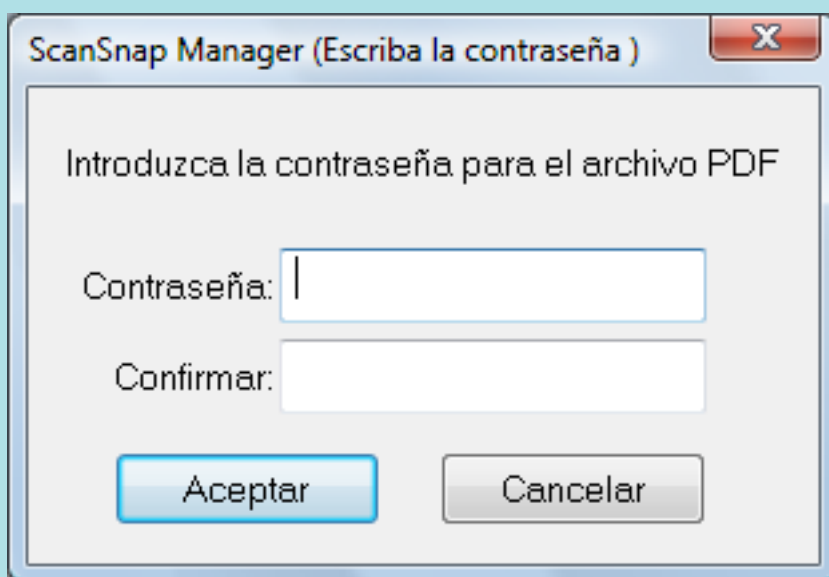 ScanSnap Manager (Escriba la contraseña )
Introduzca la contraseña para el archivo PDF
Contraseña:
Confirmar:
Aceptar Cancelar